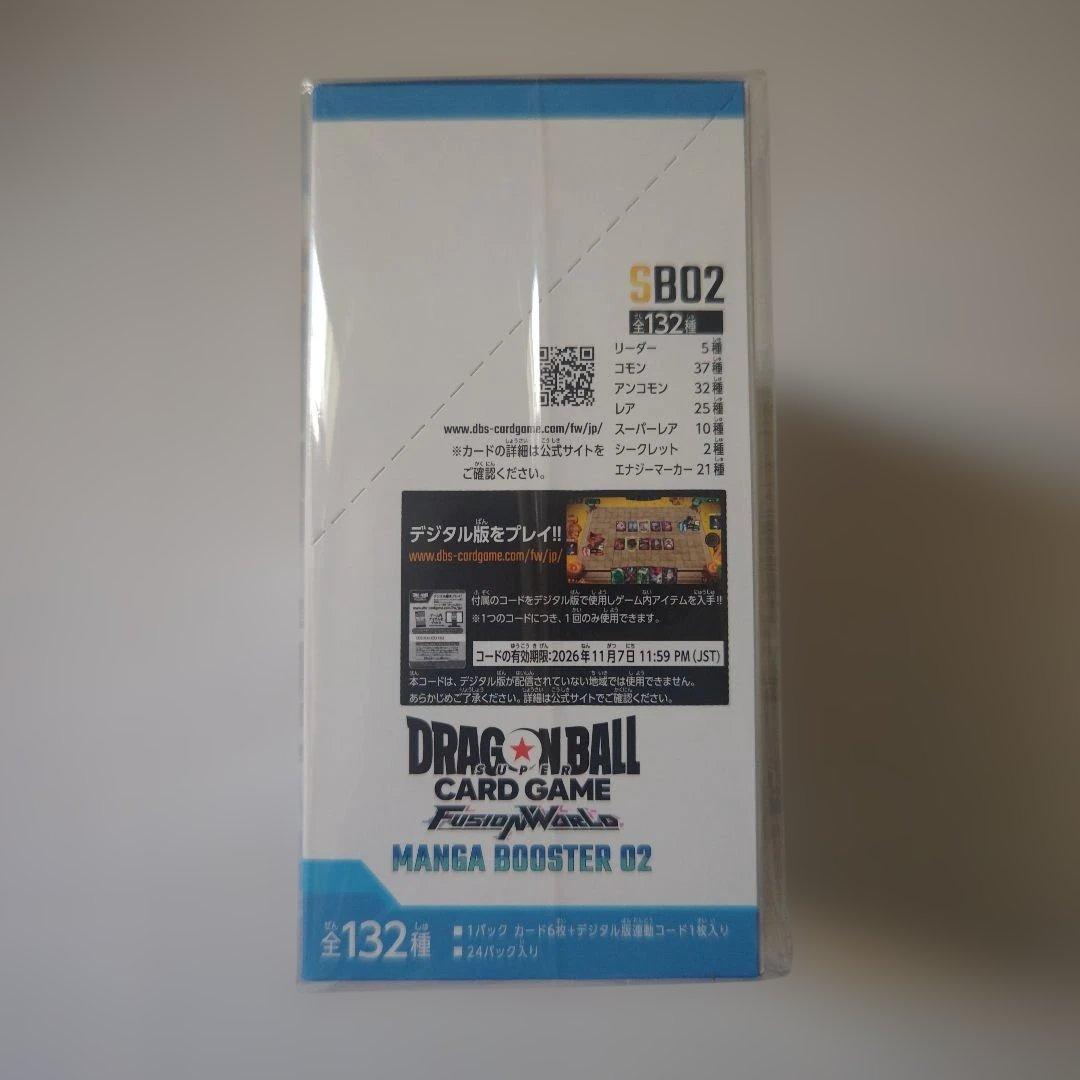 SB02
全132種
リーダー 5種
コモン 37種
アンコモン 32種
レア 25種
スーパーレア 10種
シークレット 2種
エナジーマーカー 21種
www.dbs-cardgame.com/fw/jp/
※カードの詳細は公式サイトを
ご確認ください。
デジタル版をプレイ!!
www.dbs-cardgame.com/fw/jp/
付属のコードをデジタル版で使用しゲーム内アイテムを入手!!
※1つのコードにつき、1回のみ使用できます。
コードの有効期限:2026年11月7日 11:59 PM (JST)
本コードは、デジタル版が配信されていない地域では使用できません。
あらかじめご了承ください。詳細は公式サイトでご確認ください。
DRAGON BALL
SUPER
CARD GAME
FUSION WORLD
MANGA BOOSTER 02
全132種
■ 1パック カード6枚+デジタル版連動コード1枚入り
■ 24パック入り